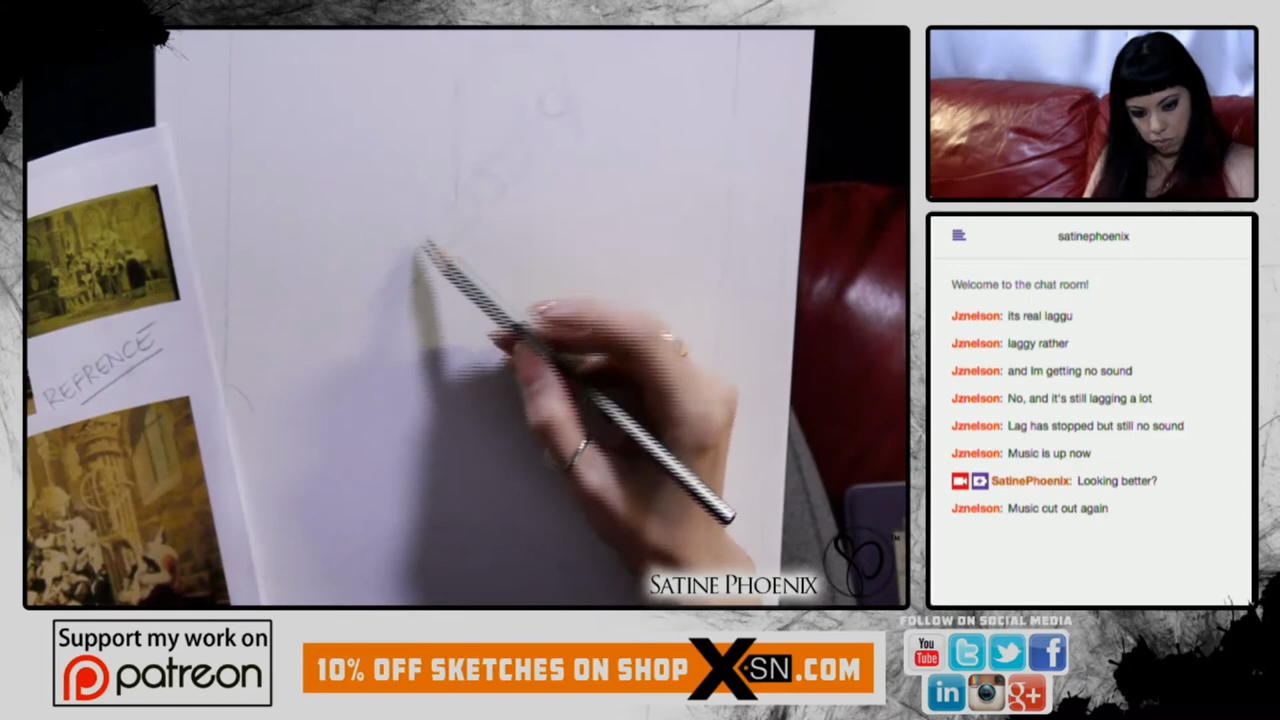 REFRENCE
SATINE PHOENIX
TM
satinephoenix
Welcome to the chat room!
Jznelson: its real laggu
Jznelson: laggy rather
Jznelson: and Im getting no sound
Jznelson: No, and it's still lagging a lot
Jznelson: Lag has stopped but still no sound
Jznelson: Music is up now
SatinePhoenix: Looking better?
Jznelson: Music cut out again
Support my work on
patreon
10% OFF SKETCHES ON SHOP X-SN.COM
FOLLOW ON SOCIAL MEDIA
You
Tube
f
in
g+